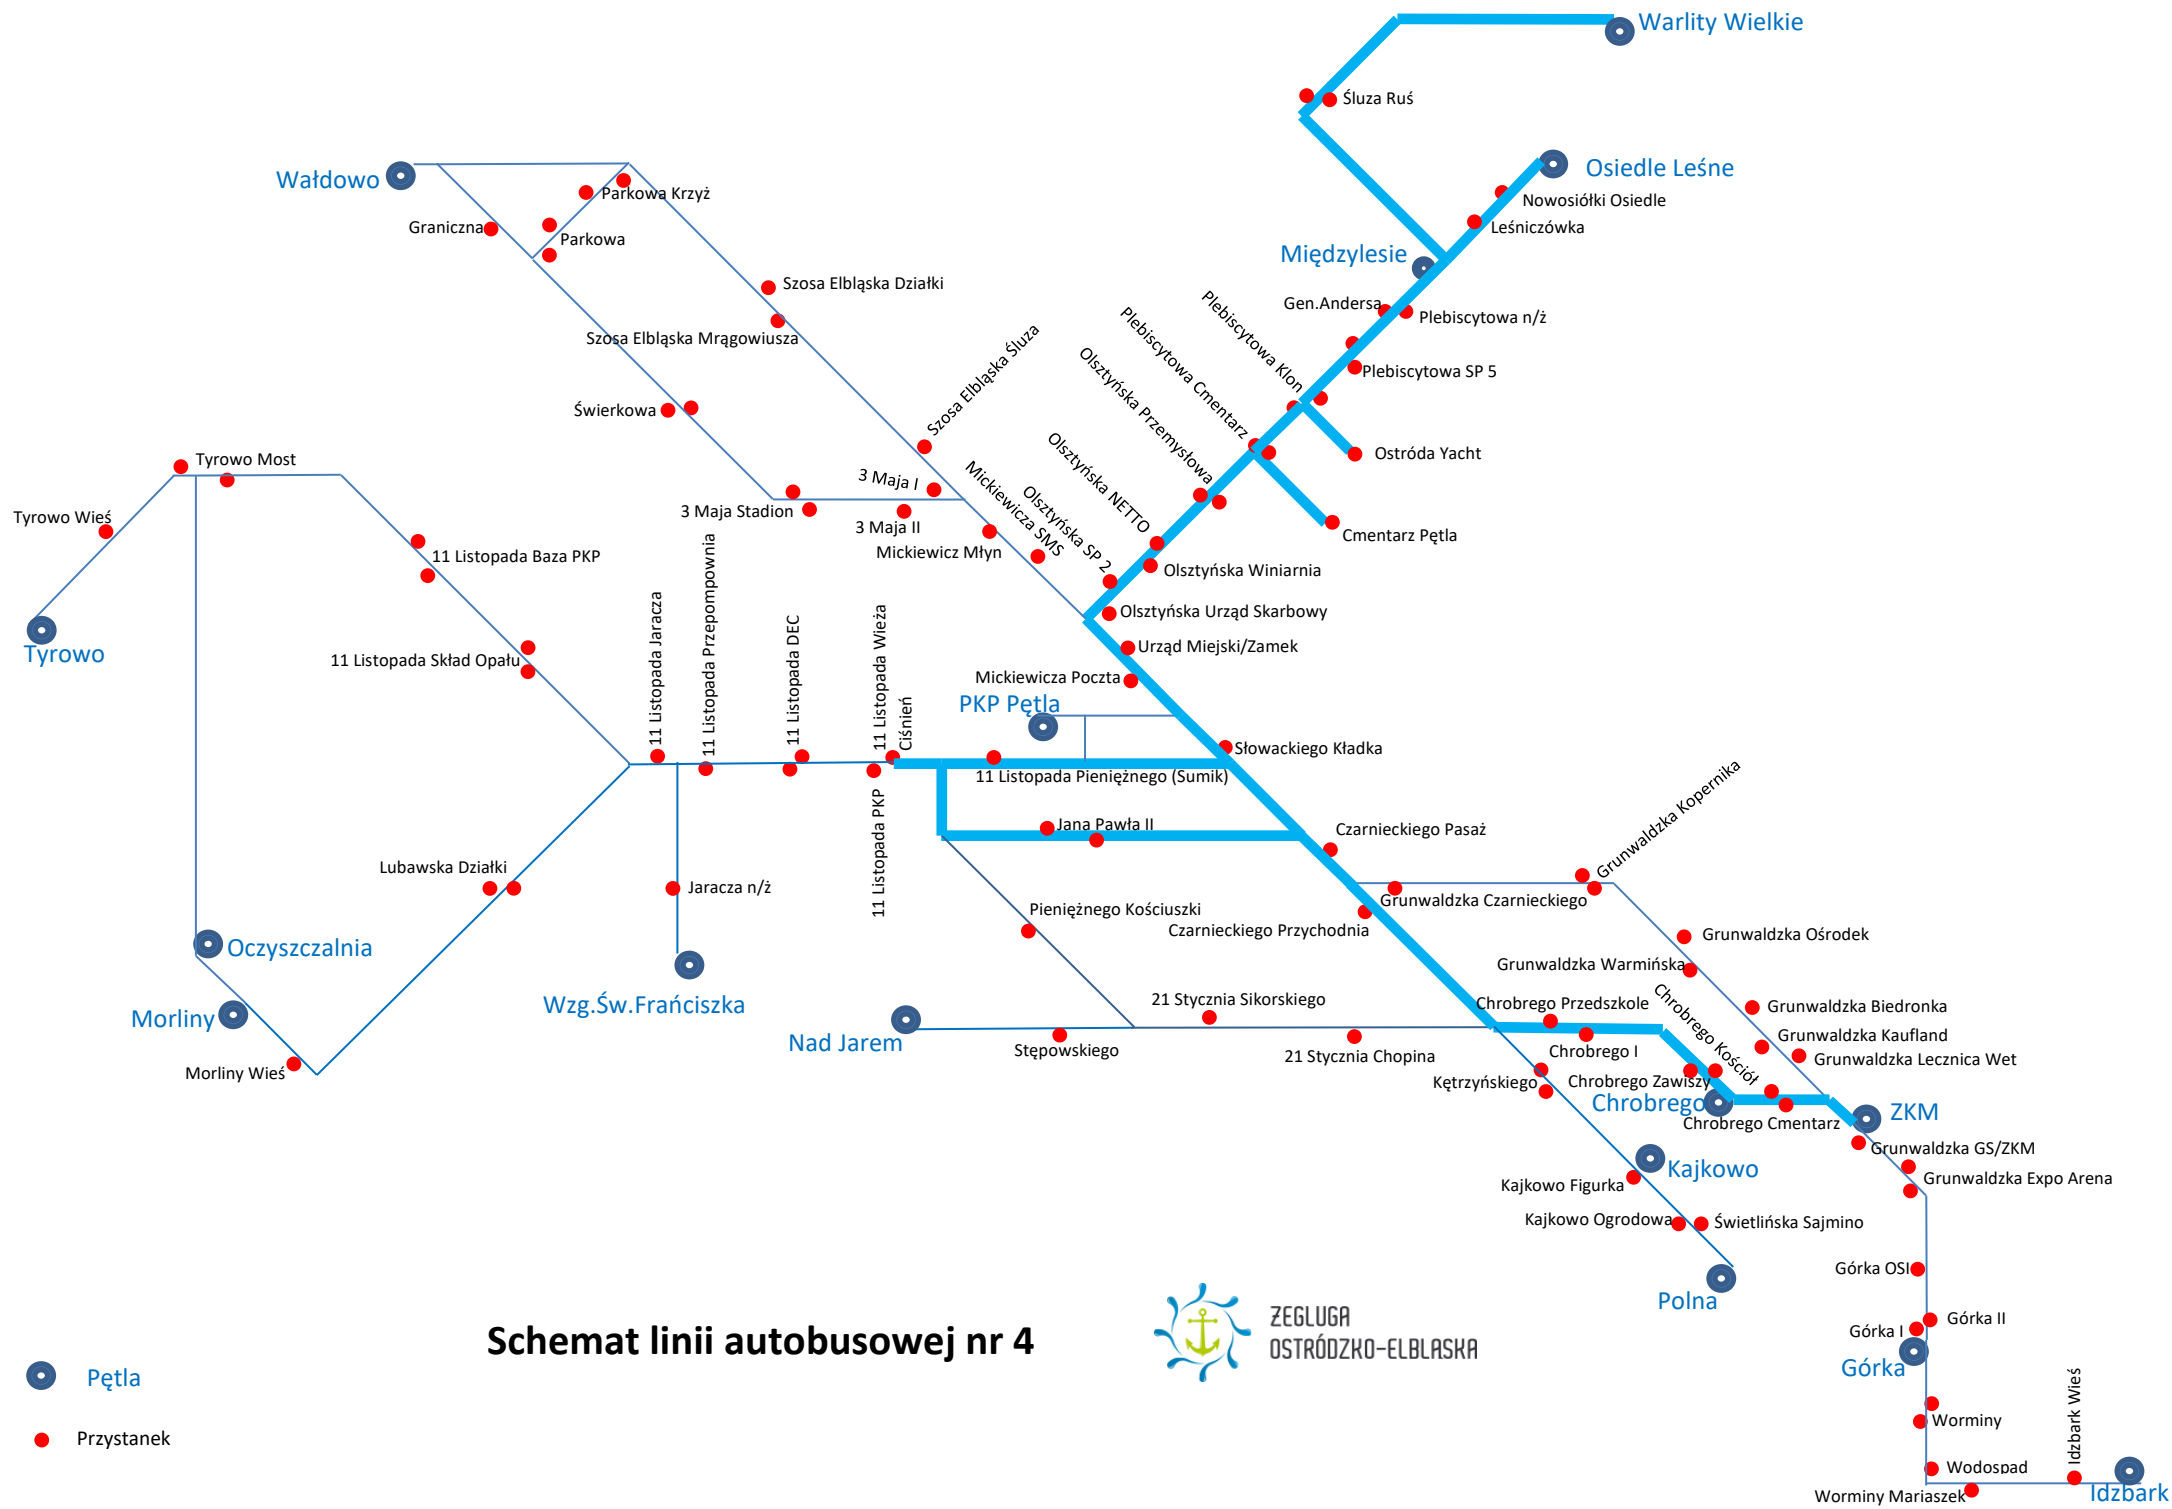 Warlity Wielkie
Śluza Ruś
Osiedle Leśne
Wałdowo
Parkowa Krzyż
Nowosiółki Osiedle
Graniczna
Parkowa
Leśniczówka
Międzylesie
Szosa Elbląska Działki
Gen.Andersa
Plebiscytowa n/ż
Szosa Elbląska Mrągowiusza
Szosa Elbląska Śluza
Plebiscytowa Klon
Plebiscytowa Cmentarz
Olsztyńska Przemysłowa
Plebiscytowa SP 5
Świerkowa
Olsztyńska NETTO
Ostróda Yacht
Tyrowo Most
3 Maja I
Mickiewicza SMS
Olsztyńska SP 2
3 Maja Stadion
3 Maja II
Tyrowo Wieś
Mickiewicz Młyn
Cmentarz Pętla
11 Listopada Baza PKP
Olsztyńska Winiarnia
Olsztyńska Urząd Skarbowy
11 Listopada Jaracza
11 Listopada Przepompownia
11 Listopada DEC
11 Listopada Wieża
Ciśnień
Tyrowo
11 Listopada Skład Opału
Urząd Miejski/Zamek
Mickiewicza Poczta
PKP Pętla
Słowackiego Kładka
11 Listopada Pieniężnego (Sumik)
Grunwaldzka Kopernika
Jana Pawła II
Czarnieckiego Pasaż
11 Listopada PKP
Lubawska Działki
Jaracza n/ż
Grunwaldzka Czarnieckiego
Pieniężnego Kościuszki
Czarnieckiego Przychodnia
Grunwaldzka Ośrodek
Oczyszczalnia
Grunwaldzka Warmińska
Wzg.Św.Frańciszka
21 Stycznia Sikorskiego
Chrobrego Przedszkole
Chrobrego Kościół
Grunwaldzka Biedronka
Morliny
Nad Jarem
Stępowskiego
21 Stycznia Chopina
Chrobrego I
Grunwaldzka Kaufland
Grunwaldzka Lecznica Wet
Morliny Wieś
Kętrzyńskiego
Chrobrego Zawiszy
Chrobrego
ZKM
Chrobrego Cmentarz
Grunwaldzka GS/ZKM
Kajkowo
Grunwaldzka Expo Arena
Kajkowo Figurka
Kajkowo Ogrodowa
Świetlińska Sajmino
Górka OSI
Polna
Górka II
Górka I
Górka
Schemat linii autobusowej nr 4
ŻEGLUGA
OSTRÓDZKO-ELBLASKA
Pętla
Przystanek
Worminy
Idzbark Wieś
Wodospad
Worminy Mariaszek
Idzbark